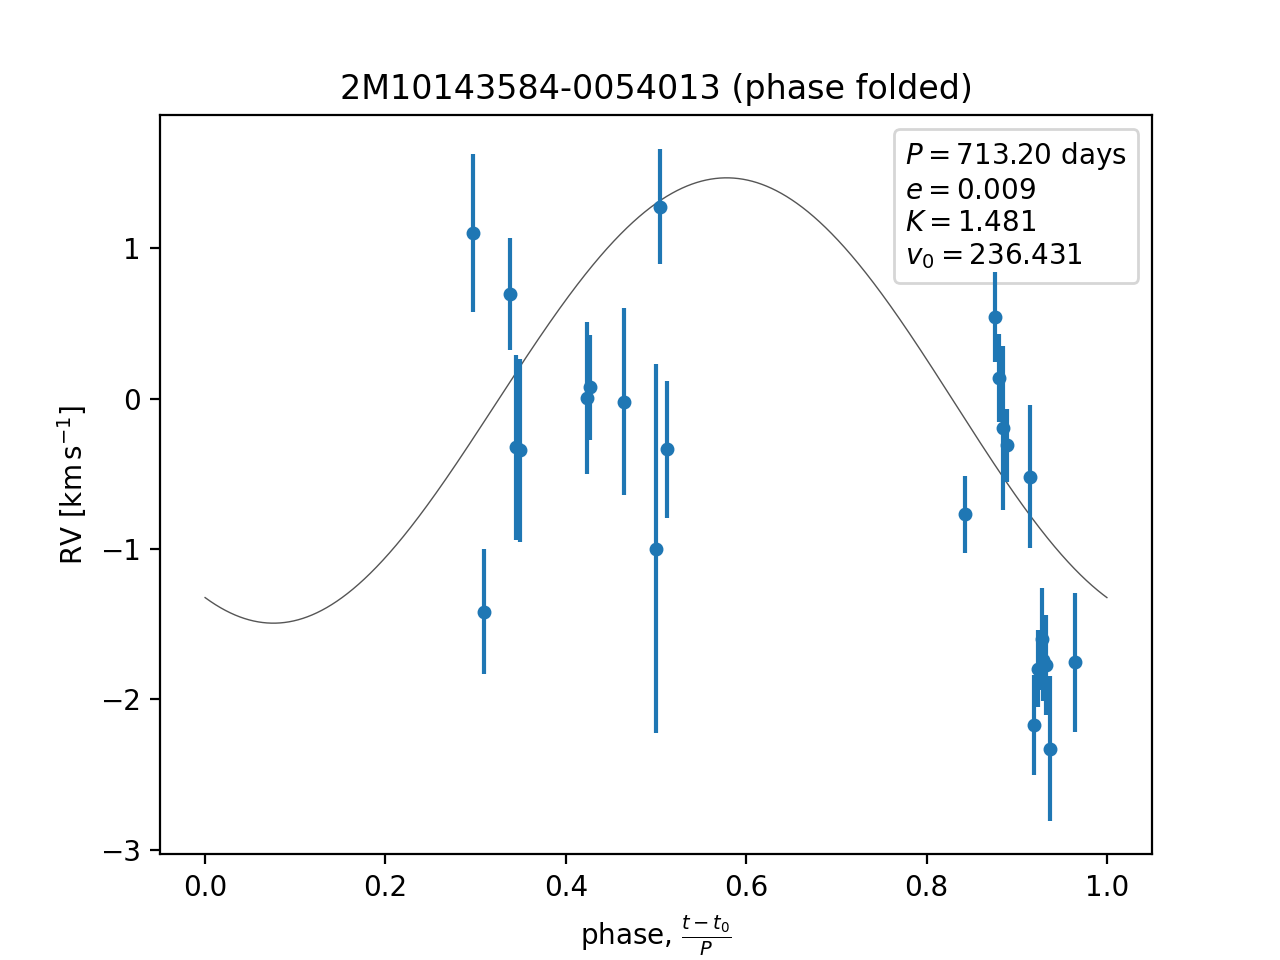 2M10143584-0054013 (phase folded)
P = 713.20 days
e = 0.009
K = 1.481
v₀ = 236.431
1
0
−1
−2
−3
RV [km s⁻¹]
0.0 0.2 0.4 0.6 0.8 1.0
phase, (t − t₀)/P